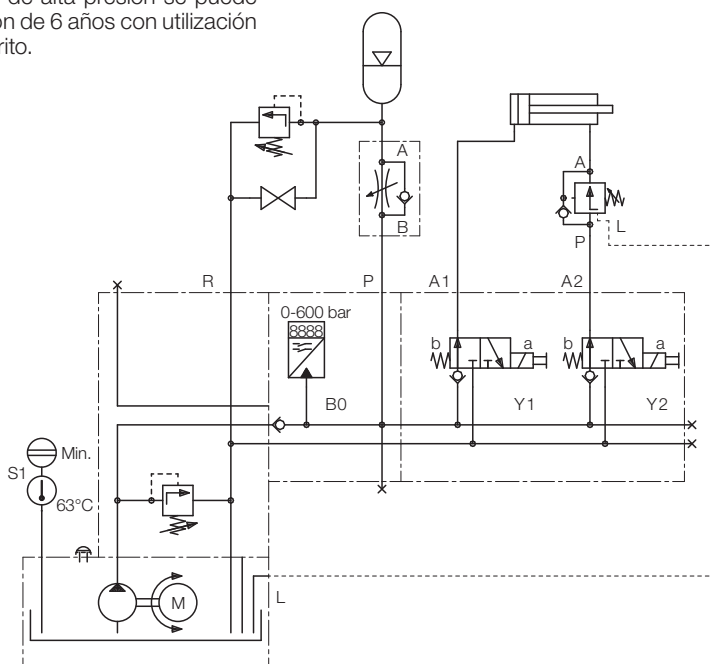 de alta presión se puede
ón de 6 años con utilización
rito.
A
B
A
L
P
R
P
A1
A2
0-600 bar
8888
b
a
b
a
B0
Y1
Y2
Min.
S1
63°C
M
L